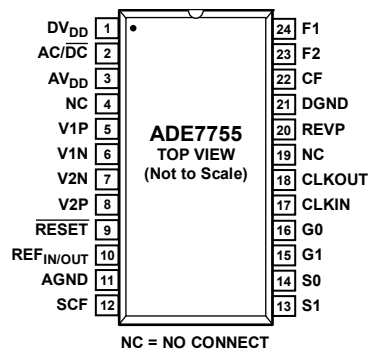 DVDD 1
AC/DC 2
AVDD 3
NC 4
V1P 5
V1N 6
V2N 7
V2P 8
RESET 9
REFIN/OUT 10
AGND 11
SCF 12
ADE7755
TOP VIEW
(Not to Scale)
24 F1
23 F2
22 CF
21 DGND
20 REVP
19 NC
18 CLKOUT
17 CLKIN
16 G0
15 G1
14 S0
13 S1
NC = NO CONNECT